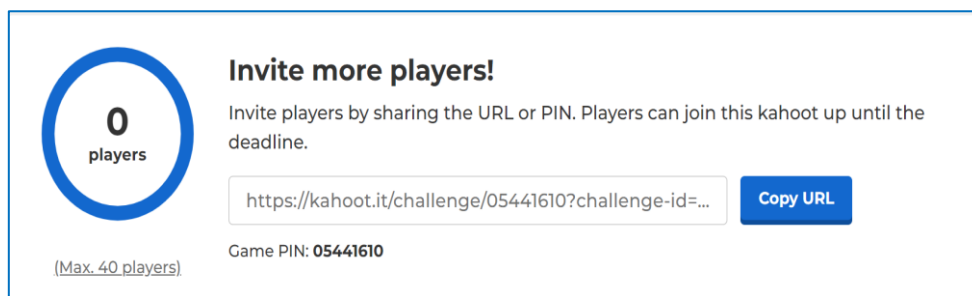 0
players
(Max. 40 players)
Invite more players!
Invite players by sharing the URL or PIN. Players can join this kahoot up until the
deadline.
https://kahoot.it/challenge/05441610?challenge-id=...
Copy URL
Game PIN: 05441610